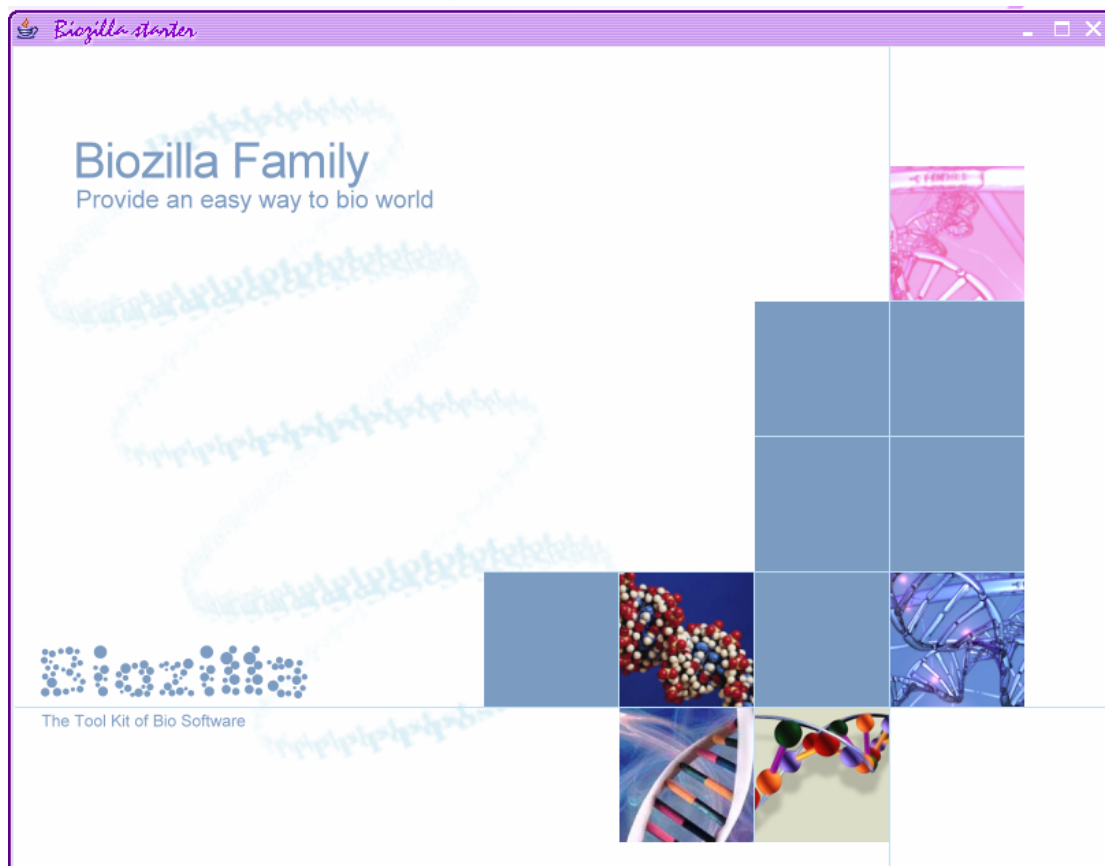 Biozilla starter
Biozilla Family
Provide an easy way to bio world
Biozilla
The Tool Kit of Bio Software